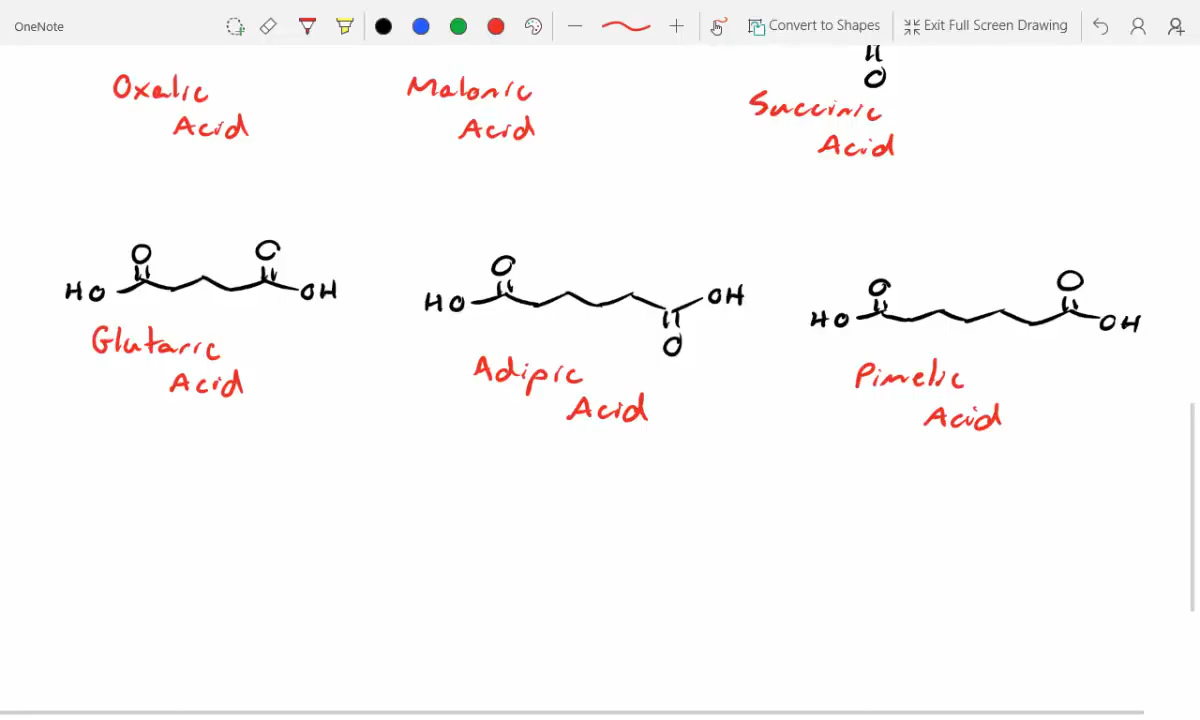 OneNote
Convert to Shapes
Exit Full Screen Drawing
H
O
Oxalic
Acid
Malonic
Acid
Succinic
Acid
O
O
HO
OH
Glutaric
Acid
O
HO
OH
O
Adipic
Acid
O
O
HO
OH
Pimelic
Acid